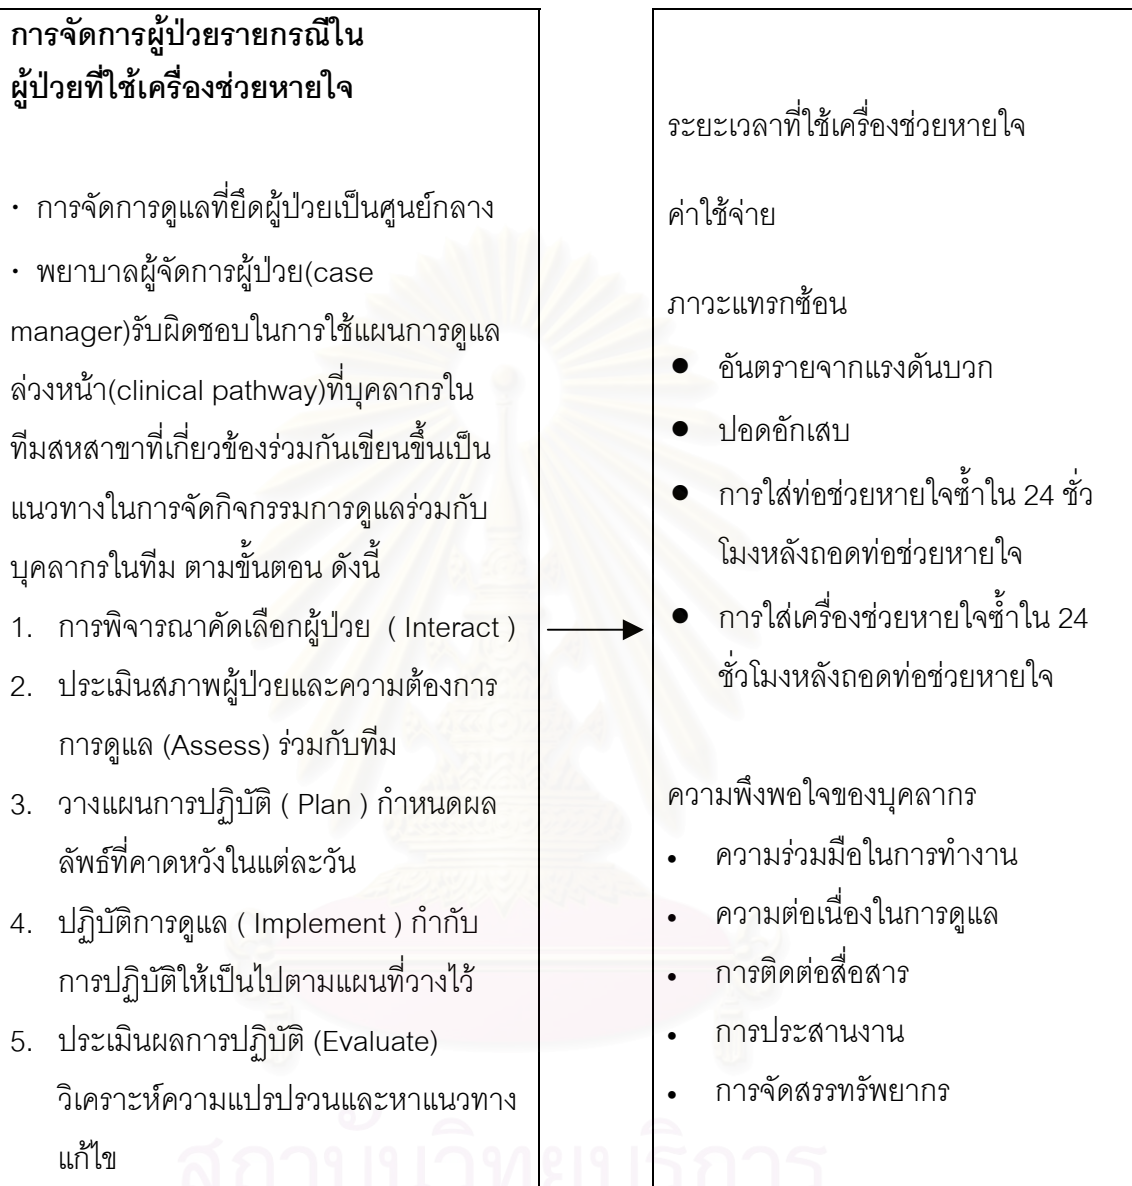 การจัดการผู้ป่วยรายกรณีใน
ผู้ป่วยที่ใช้เครื่องช่วยหายใจ
· การจัดการดูแลที่ยึดผู้ป่วยเป็นศูนย์กลาง
· พยาบาลผู้จัดการผู้ป่วย(case
manager)รับผิดชอบในการใช้แผนการดูแล
ล่วงหน้า(clinical pathway)ที่บุคลากรใน
ทีมสหสาขาที่เกี่ยวข้องร่วมกันเขียนขึ้นเป็น
แนวทางในการจัดกิจกรรมการดูแลร่วมกับ
บุคลากรในทีม ตามขั้นตอน ดังนี้
1. การพิจารณาคัดเลือกผู้ป่วย ( Interact )
2. ประเมินสภาพผู้ป่วยและความต้องการ
การดูแล (Assess) ร่วมกับทีม
3. วางแผนการปฏิบัติ ( Plan ) กำหนดผล
ลัพธ์ที่คาดหวังในแต่ละวัน
4. ปฏิบัติการดูแล ( Implement ) กำกับ
การปฏิบัติให้เป็นไปตามแผนที่วางไว้
5. ประเมินผลการปฏิบัติ (Evaluate)
วิเคราะห์ความแปรปรวนและหาแนวทาง
แก้ไข
ระยะเวลาที่ใช้เครื่องช่วยหายใจ
ค่าใช้จ่าย
ภาวะแทรกซ้อน
● อันตรายจากแรงดันบวก
● ปอดอักเสบ
● การใส่ท่อช่วยหายใจซ้ำใน 24 ชั่ว
โมงหลังถอดท่อช่วยหายใจ
● การใส่เครื่องช่วยหายใจซ้ำใน 24
ชั่วโมงหลังถอดท่อช่วยหายใจ
ความพึงพอใจของบุคลากร
• ความร่วมมือในการทำงาน
• ความต่อเนื่องในการดูแล
• การติดต่อสื่อสาร
• การประสานงาน
• การจัดสรรทรัพยากร
สถาบันวิทยบริการ